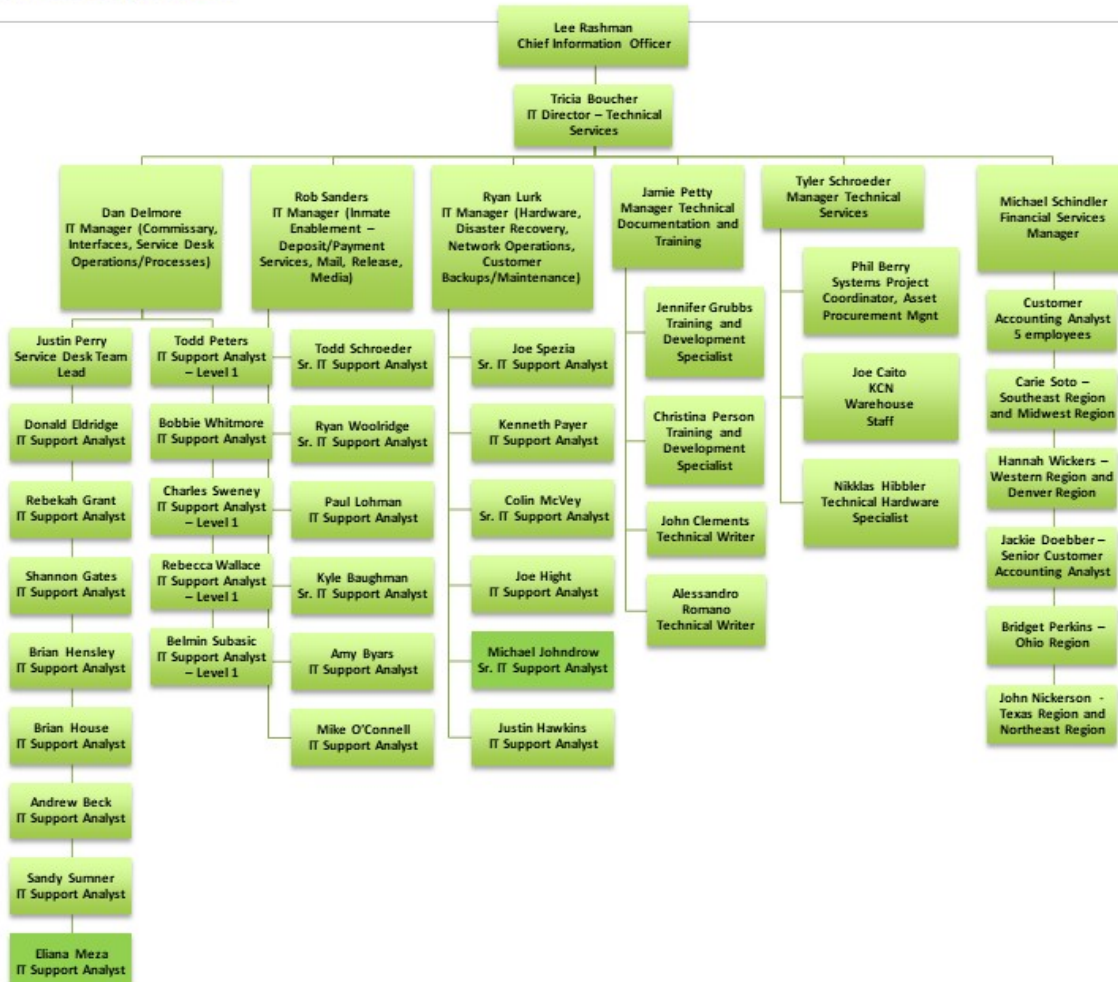 Lee Rashman
Chief Information Officer
Tricia Boucher
IT Director – Technical
Services
Dan Delmore
IT Manager (Commissary,
Interfaces, Service Desk
Operations/Processes)
Justin Perry
Service Desk Team
Lead
Donald Eldridge
IT Support Analyst
Rebekah Grant
IT Support Analyst
Shannon Gates
IT Support Analyst
Brian Hensley
IT Support Analyst
Brian House
IT Support Analyst
Andrew Beck
IT Support Analyst
Sandy Sumner
IT Support Analyst
Eliana Meza
IT Support Analyst
Todd Peters
IT Support Analyst
– Level 1
Bobbie Whitmore
IT Support Analyst
Charles Sweney
IT Support Analyst
– Level 1
Rebecca Wallace
IT Support Analyst
– Level 1
Belmin Subasic
IT Support Analyst
– Level 1
Rob Sanders
IT Manager (Inmate
Enablement –
Deposit/Payment
Services, Mail, Release,
Media)
Todd Schroeder
Sr. IT Support Analyst
Ryan Woolridge
Sr. IT Support Analyst
Paul Lohman
IT Support Analyst
Kyle Baughman
Sr. IT Support Analyst
Amy Byars
IT Support Analyst
Mike O'Connell
IT Support Analyst
Ryan Lurk
IT Manager (Hardware,
Disaster Recovery,
Network Operations,
Customer
Backups/Maintenance)
Joe Spezia
Sr. IT Support Analyst
Kenneth Payer
IT Support Analyst
Colin McVey
Sr. IT Support Analyst
Joe Hight
IT Support Analyst
Michael Johndrow
Sr. IT Support Analyst
Justin Hawkins
IT Support Analyst
Jamie Petty
Manager Technical
Documentation and
Training
Jennifer Grubbs
Training and
Development
Specialist
Christina Person
Training and
Development
Specialist
John Clements
Technical Writer
Alessandro
Romano
Technical Writer
Tyler Schroeder
Manager Technical
Services
Phil Berry
Systems Project
Coordinator, Asset
Procurement Mgnt
Joe Caito
KCN
Warehouse
Staff
Nikklas Hibbler
Technical Hardware
Specialist
Michael Schindler
Financial Services
Manager
Customer
Accounting Analyst
5 employees
Carie Soto –
Southeast Region
and Midwest Region
Hannah Wickers –
Western Region and
Denver Region
Jackie Doebber –
Senior Customer
Accounting Analyst
Bridget Perkins –
Ohio Region
John Nickerson -
Texas Region and
Northeast Region